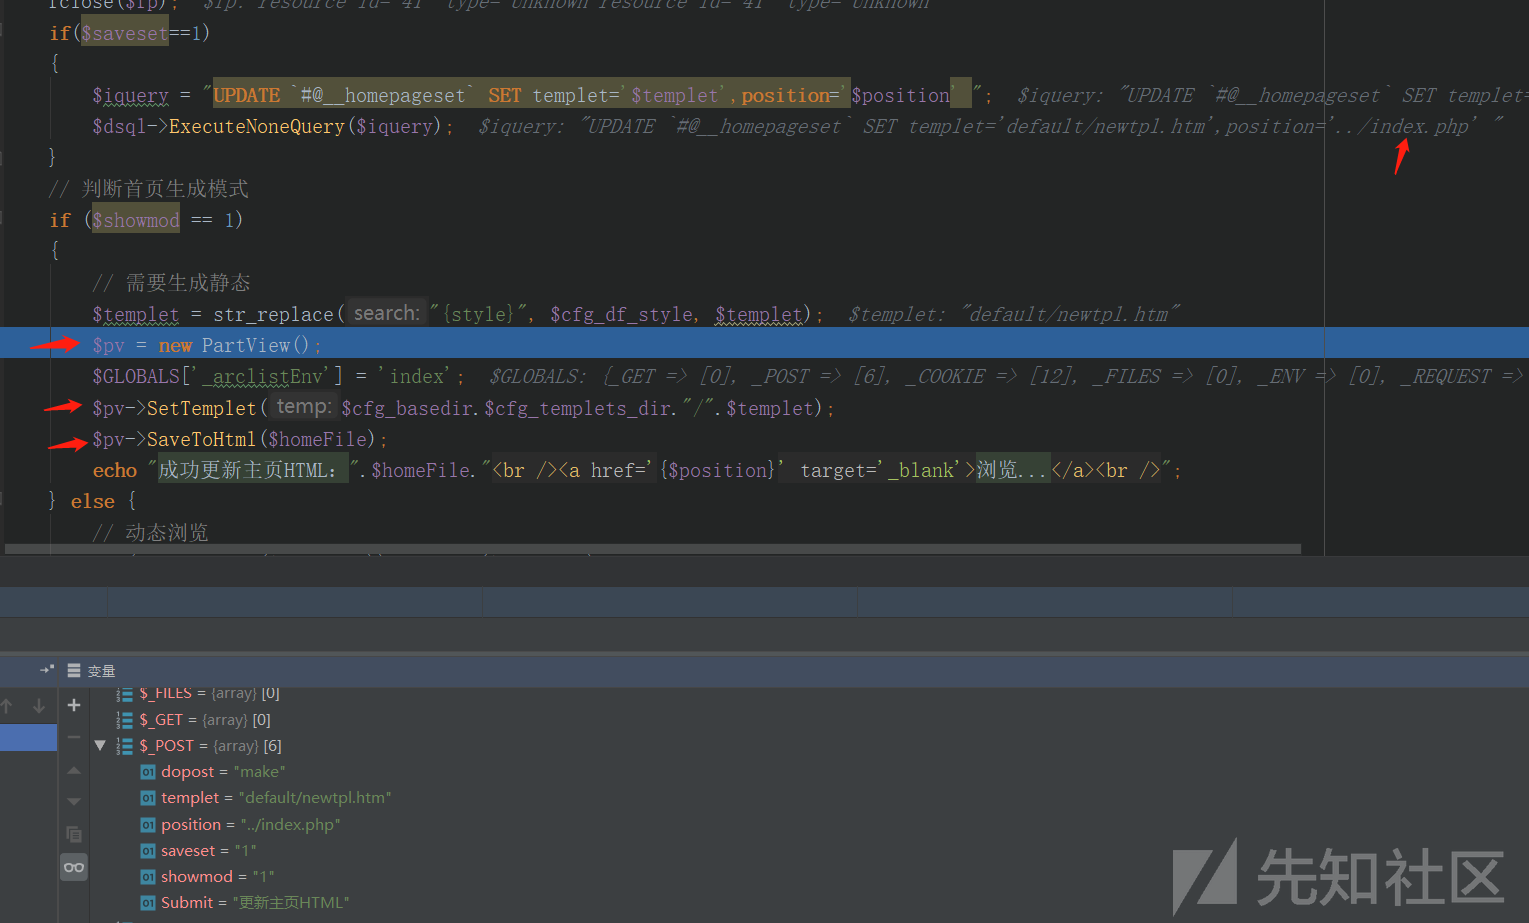 fclose($fp);  $fp: resource id='41' type='Unknown'resource id='41' type='Unknown'
if($saveset==1)
{
$iquery = "UPDATE `#@__homepageset` SET templet='$templet',position='$position' ";  $iquery: "UPDATE `#@__homepageset` SET templet=
$dsql->ExecuteNoneQuery($iquery);  $iquery: "UPDATE `#@__homepageset` SET templet='default/newtpl.htm',position='../index.php' "
}
// 判断首页生成模式
if ($showmod == 1)
{
// 需要生成静态
$templet = str_replace( search: "{style}", $cfg_df_style, $templet);  $templet: "default/newtpl.htm"
$pv = new PartView();
$GLOBALS['_arclistEnv'] = 'index';  $GLOBALS: {_GET => [0], _POST => [6], _COOKIE => [12], _FILES => [0], _ENV => [0], _REQUEST =>
$pv->SetTemplet( temp: $cfg_basedir.$cfg_templets_dir."/".$templet);
$pv->SaveToHtml($homeFile);
echo "成功更新主页HTML：".$homeFile."<br /><a href='{$position}' target='_blank'>浏览...</a><br />";
} else {
// 动态浏览
变量
$_FILES = {array} [0]
$_GET = {array} [0]
$_POST = {array} [6]
dopost = "make"
templet = "default/newtpl.htm"
position = "../index.php"
saveset = "1"
showmod = "1"
Submit = "更新主页HTML"
先知社区